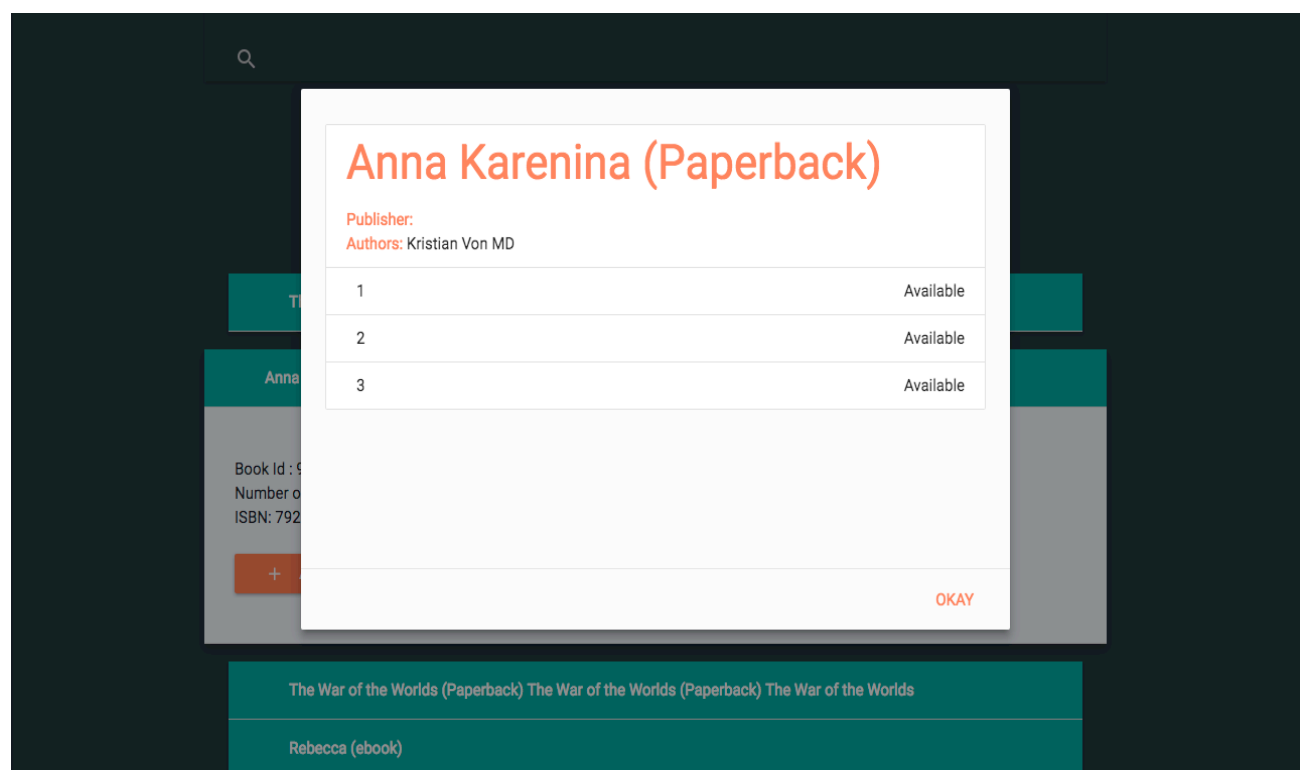 Anna Karenina (Paperback)
Publisher:
Authors: Kristian Von MD
1 Available
2 Available
3 Available
OKAY
Anna
Book Id : 9
Number o
ISBN: 792
+
The War of the Worlds (Paperback) The War of the Worlds (Paperback) The War of the Worlds
Rebecca (ebook)